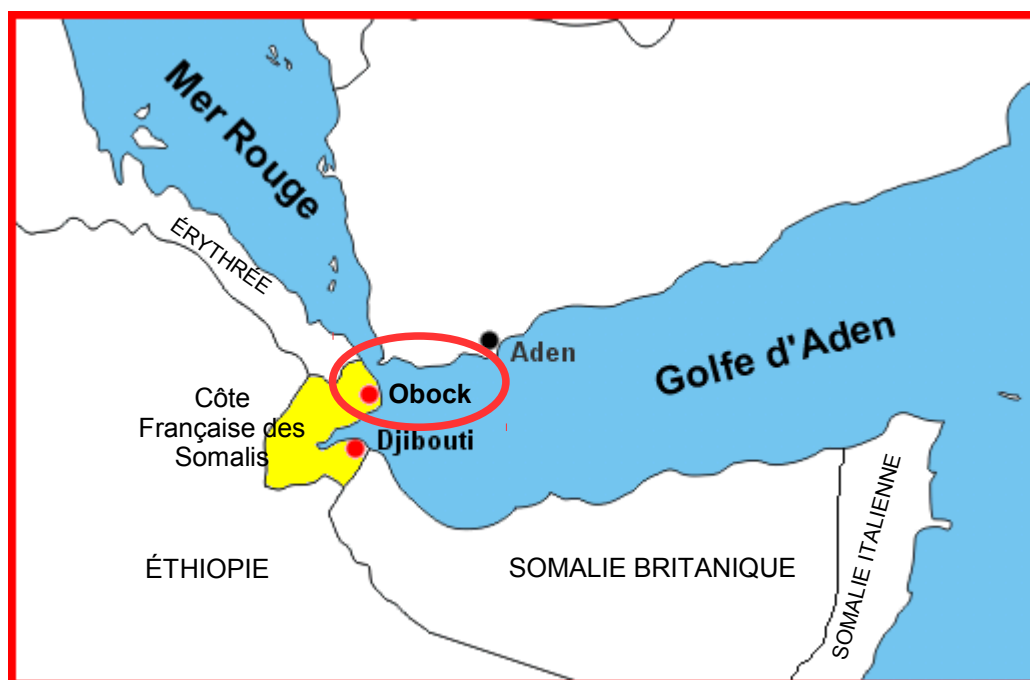 Mer Rouge
ÉRYTHRÉE
Aden
Golfe d'Aden
Obock
Côte
Française des
Somalis
Djibouti
ÉTHIOPIE
SOMALIE BRITANIQUE
SOMALIE ITALIENNE